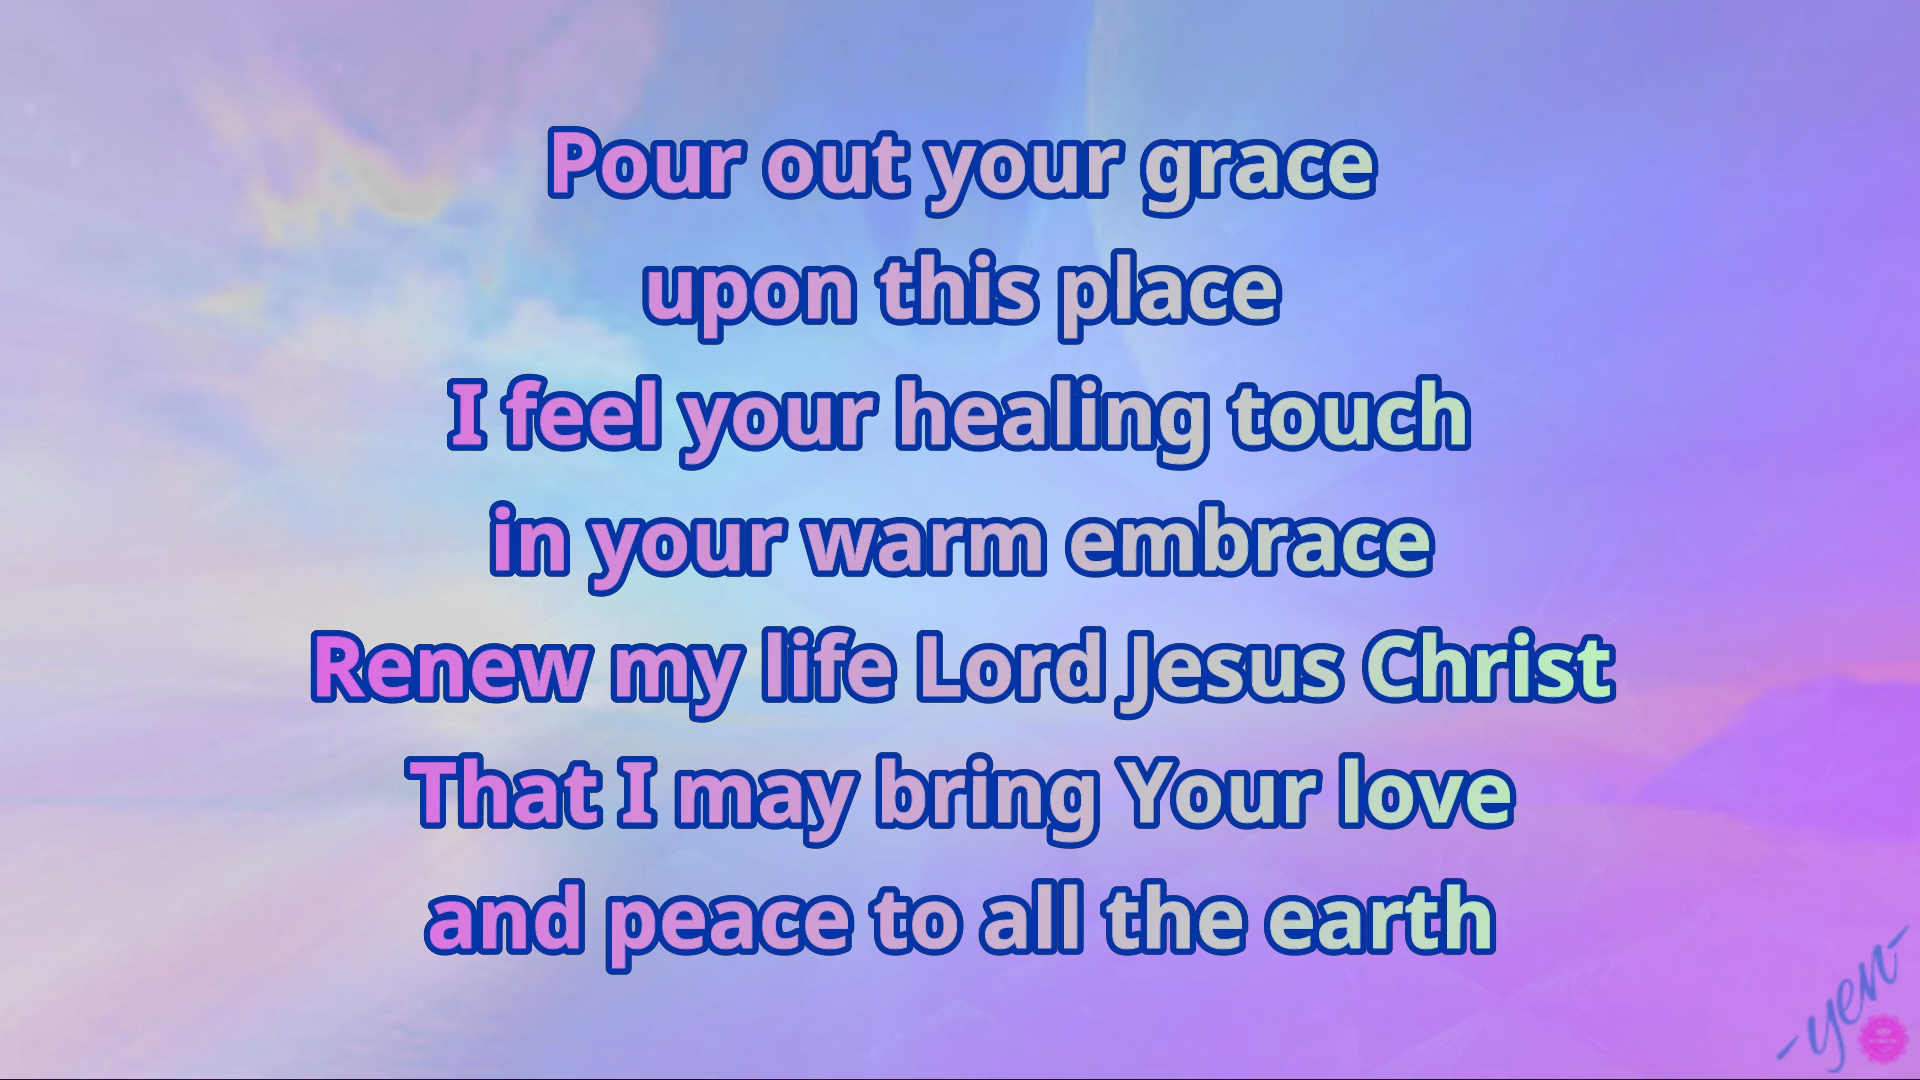 Pour out your grace
upon this place
I feel your healing touch
in your warm embrace
Renew my life Lord Jesus Christ
That I may bring Your love
and peace to all the earth
-yen-